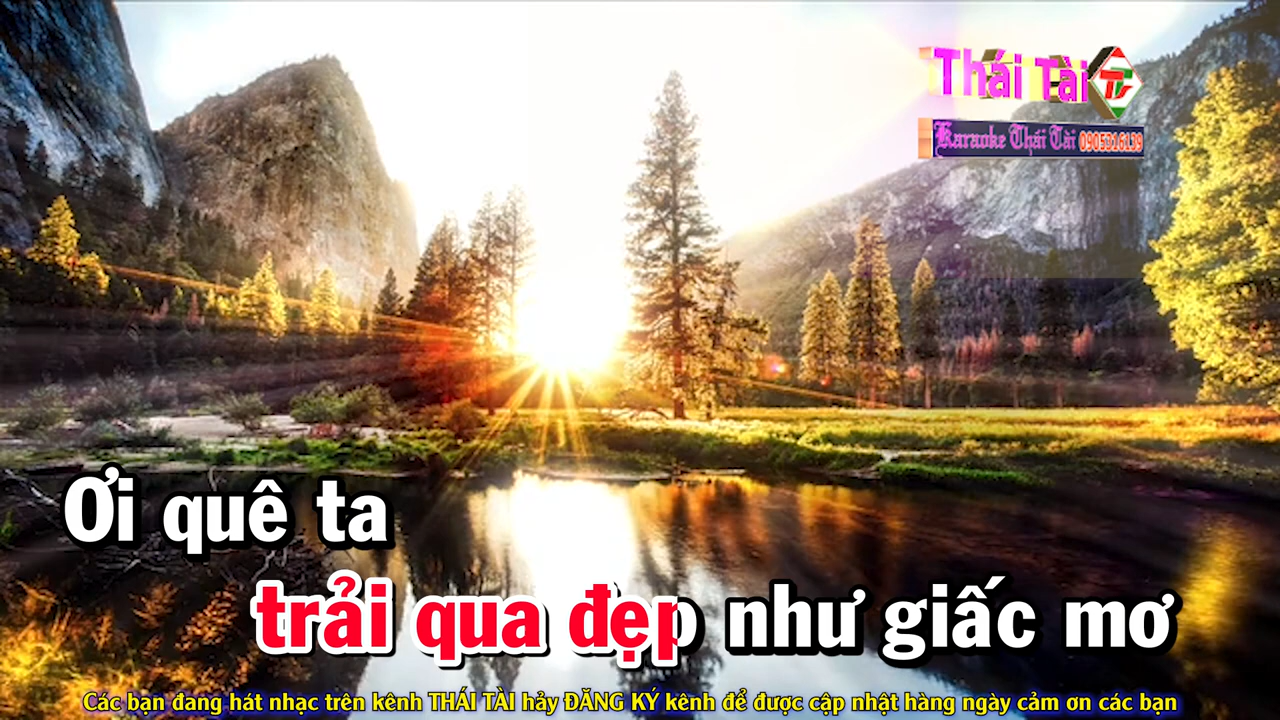 Thái Tài
Karaoke Thái Tài 0905316139
Ơi quê ta
trải qua đẹp như giấc mơ
Các bạn đang hát nhạc trên kênh THÁI TÀI hảy ĐĂNG KÝ kênh để được cập nhật hàng ngày cảm ơn các bạn